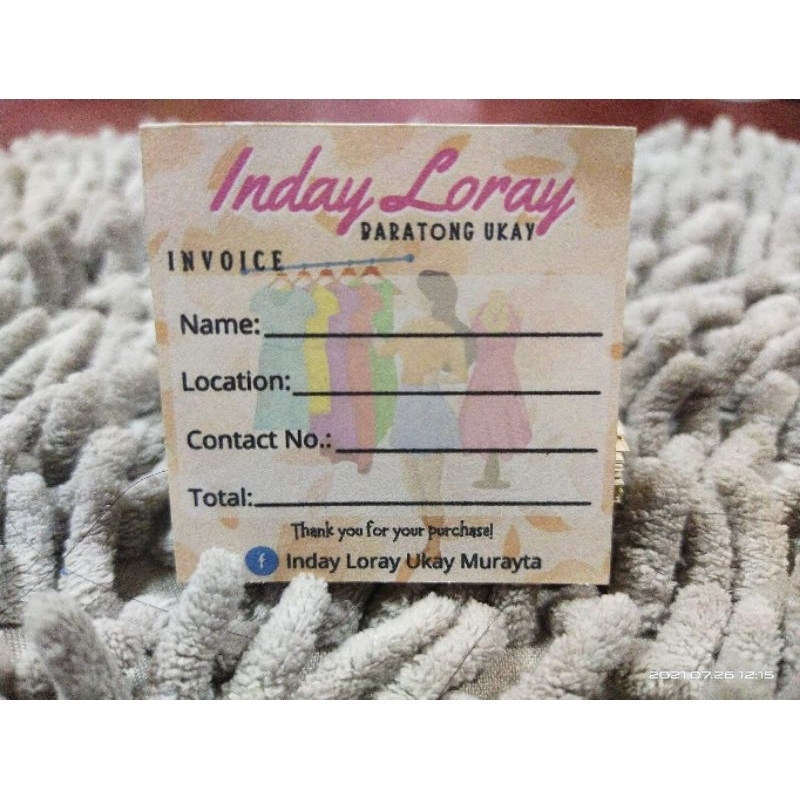 Inday Loray
BARATONG UKAY
INVOICE
Name:
Location:
Contact No.:
Total:
Thank you for your purchase!
f Inday Loray Ukay Murayta
2021.07.26 12:15